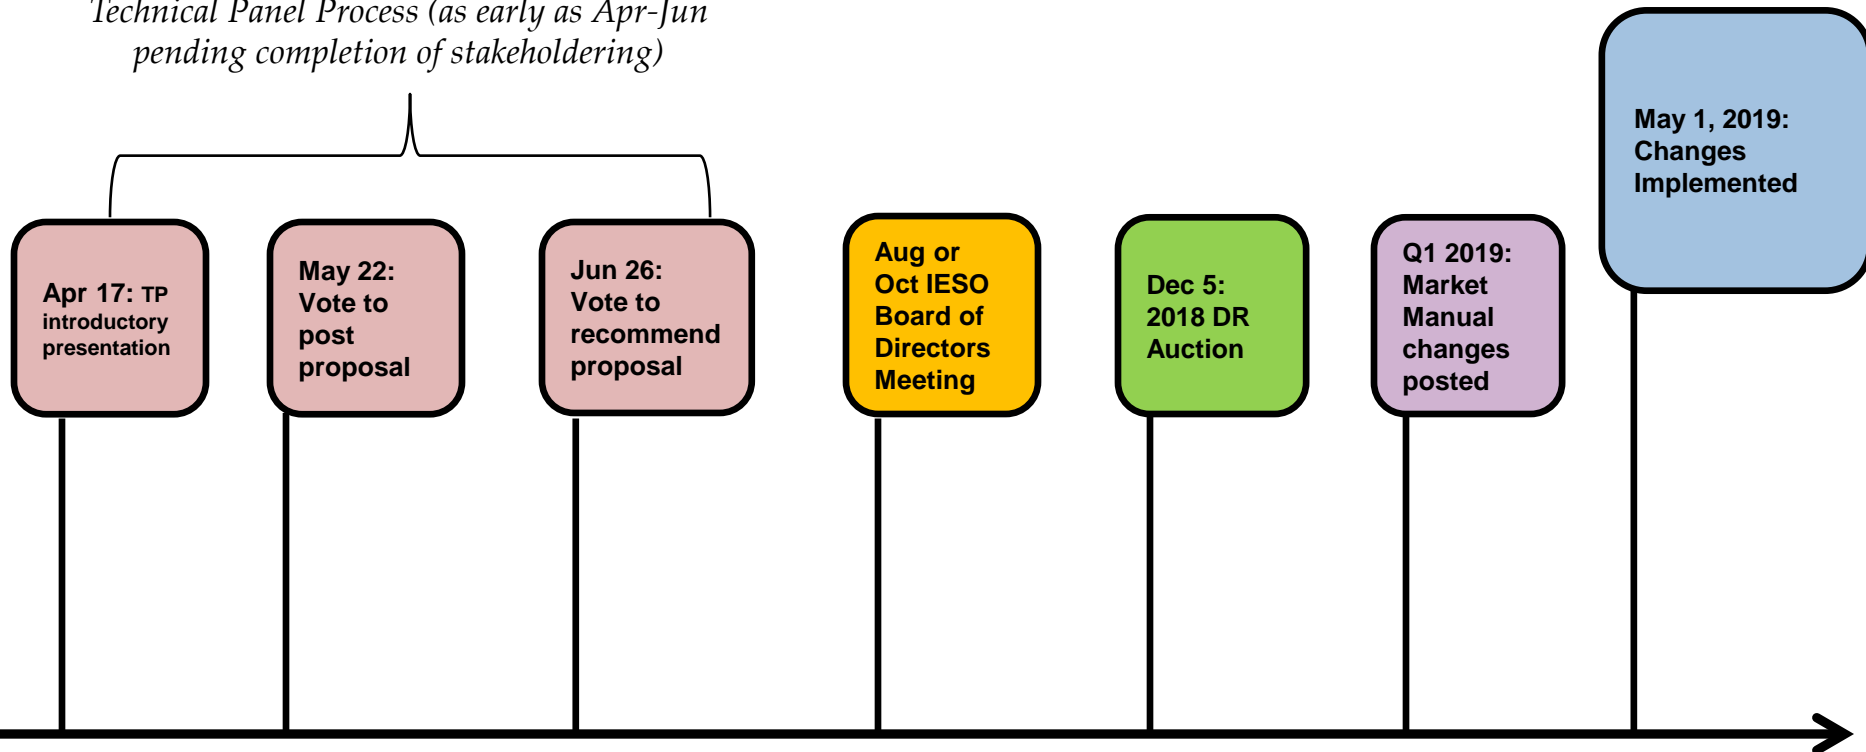 Technical Panel Process (as early as Apr-Jun
pending completion of stakeholdering)
Apr 17: TP
introductory
presentation
May 22:
Vote to
post
proposal
Jun 26:
Vote to
recommend
proposal
Aug or
Oct IESO
Board of
Directors
Meeting
Dec 5:
2018 DR
Auction
Q1 2019:
Market
Manual
changes
posted
May 1, 2019:
Changes
Implemented